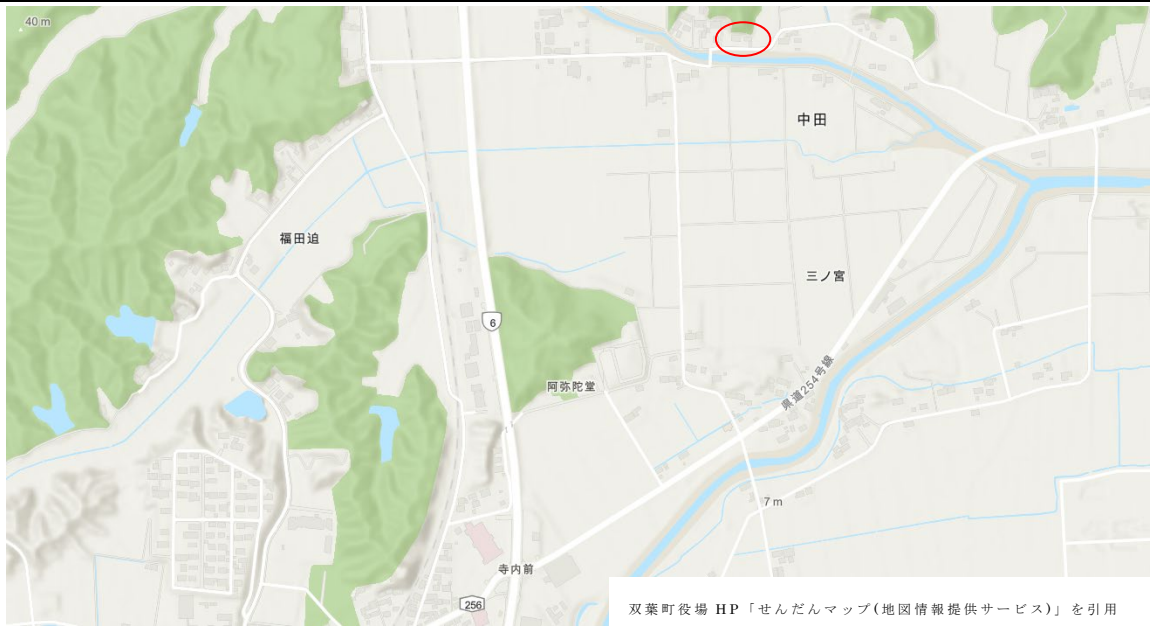 40 m
中田
福田迫
三ノ宮
6
県道254号線
阿弥陀堂
7 m
寺内前
256
双葉町役場 HP「せんだんマップ(地図情報提供サービス)」を引用